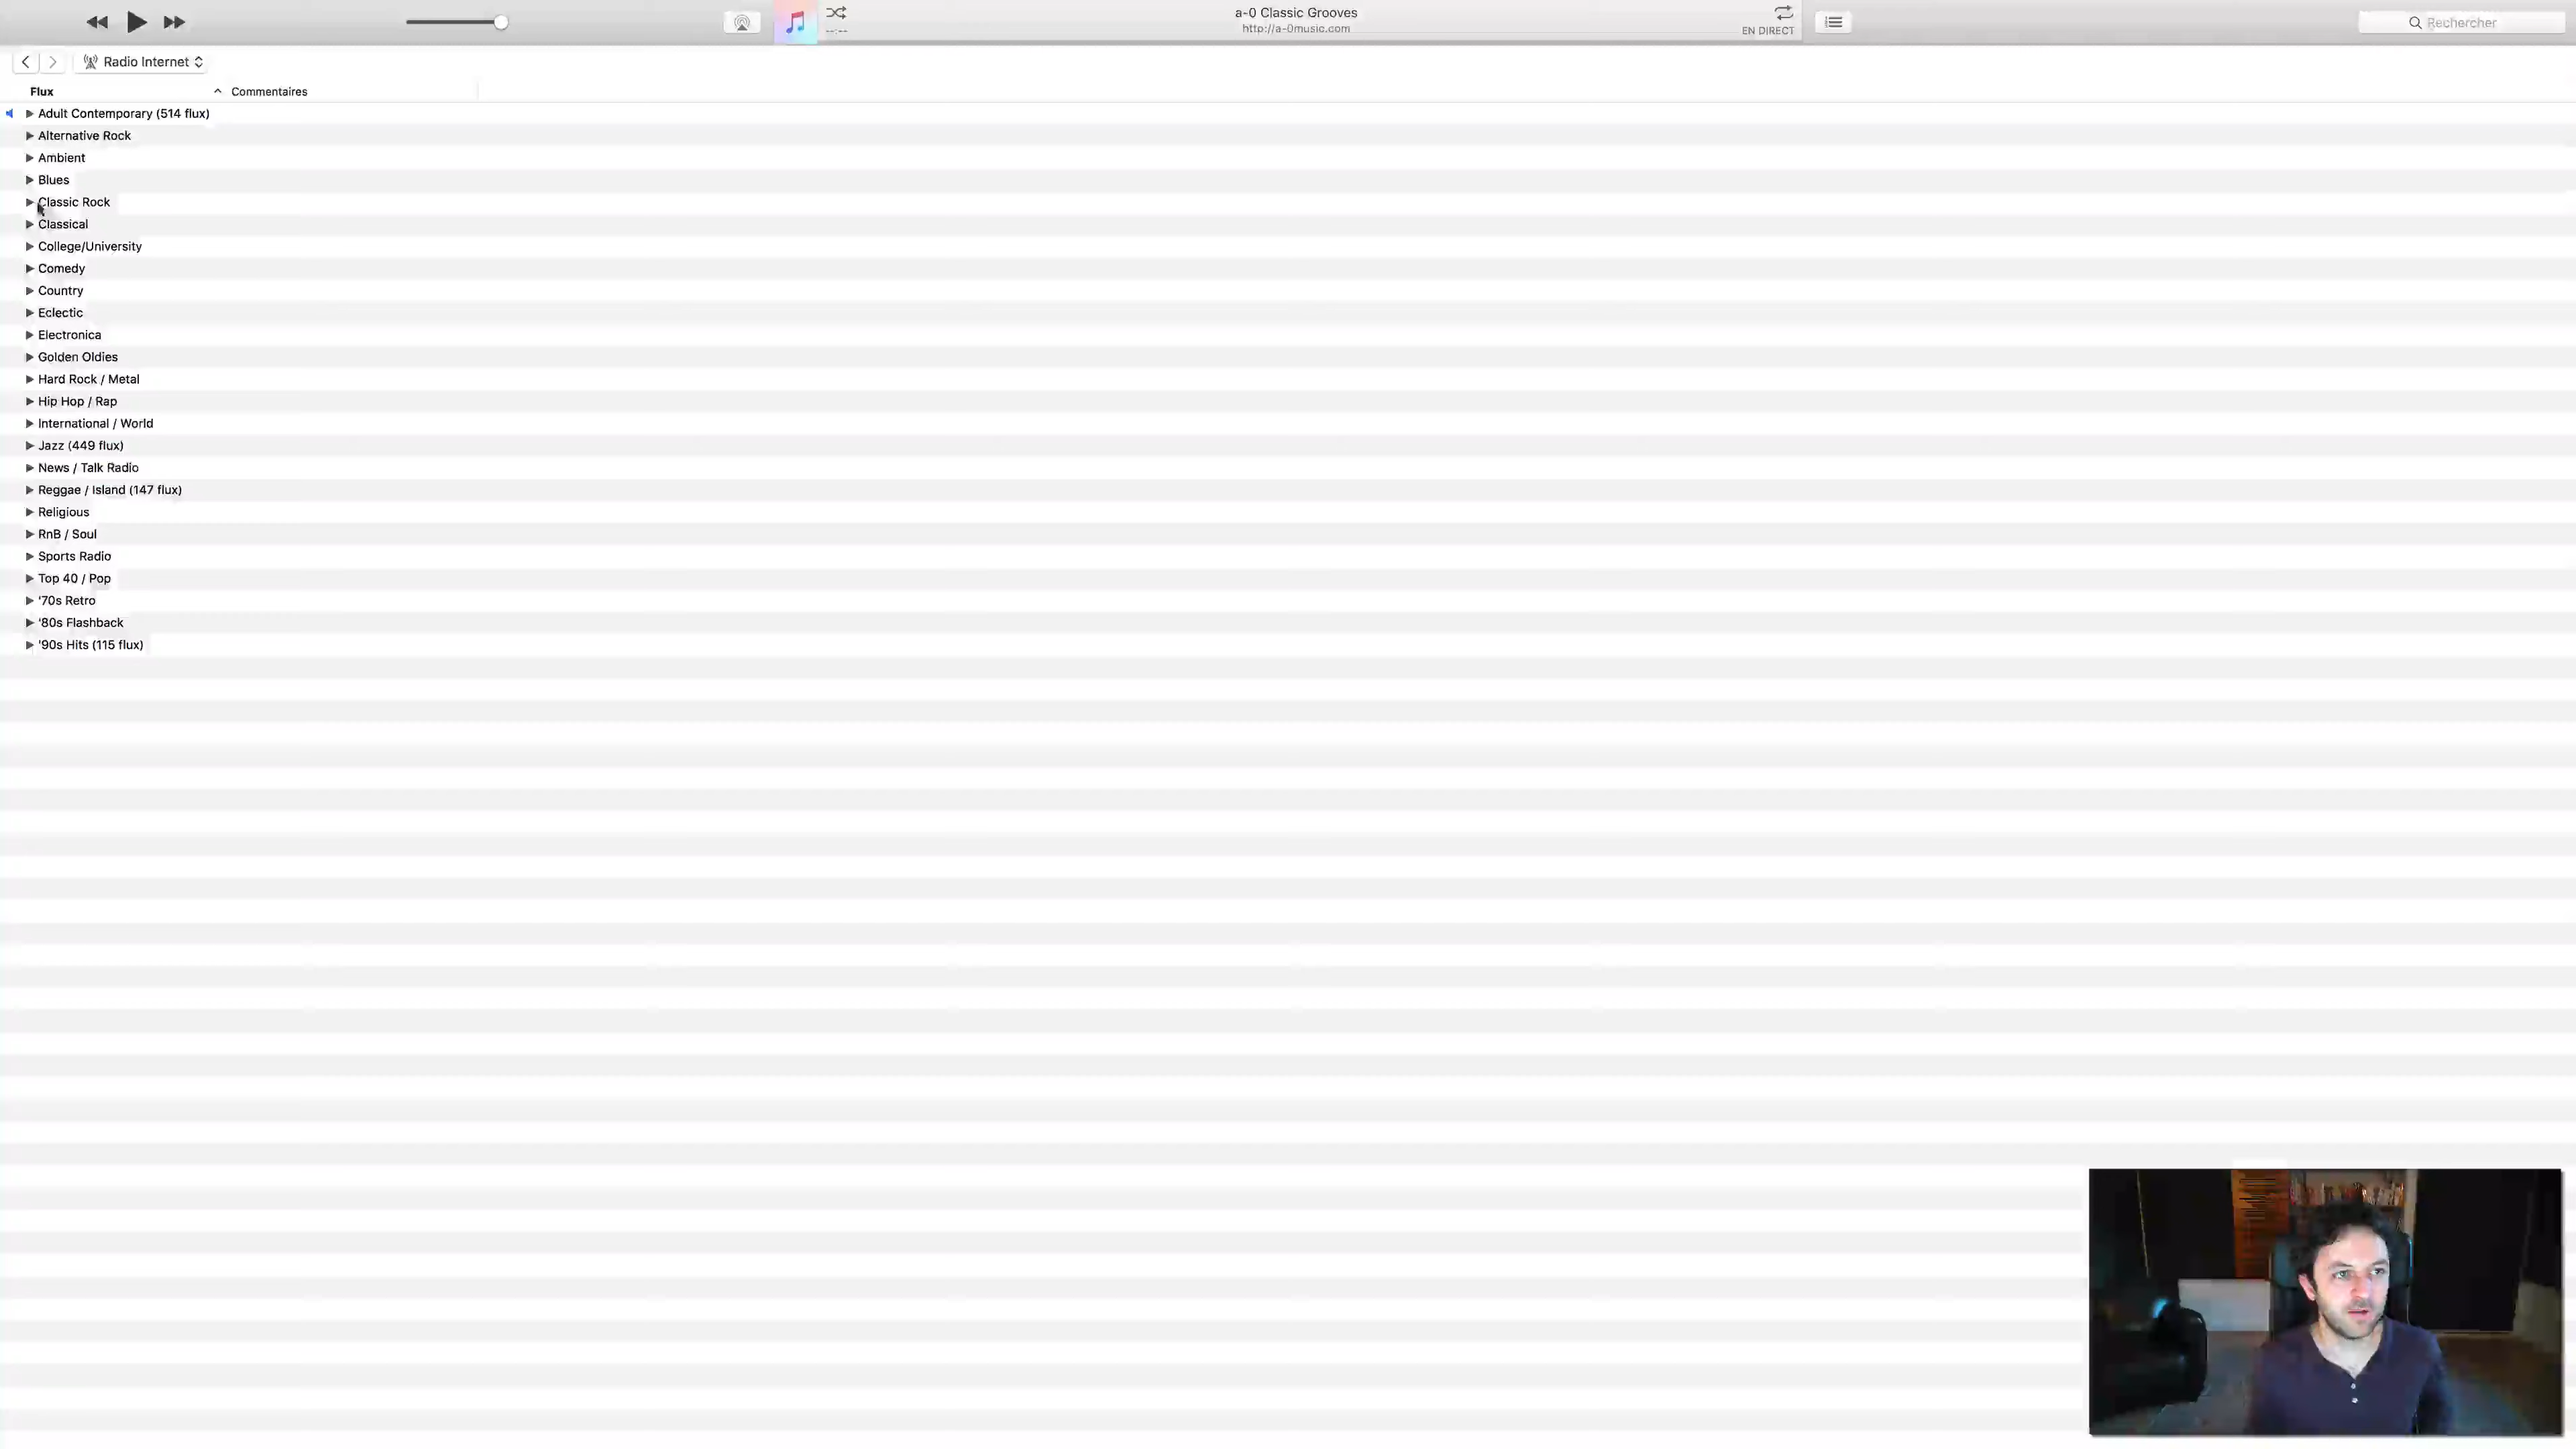 a-0 Classic Grooves
http://a-0music.com
--:--
EN DIRECT
Rechercher
Radio Internet
Flux
Commentaires
Adult Contemporary (514 flux)
Alternative Rock
Ambient
Blues
Classic Rock
Classical
College/University
Comedy
Country
Eclectic
Electronica
Golden Oldies
Hard Rock / Metal
Hip Hop / Rap
International / World
Jazz (449 flux)
News / Talk Radio
Reggae / Island (147 flux)
Religious
RnB / Soul
Sports Radio
Top 40 / Pop
'70s Retro
'80s Flashback
'90s Hits (115 flux)